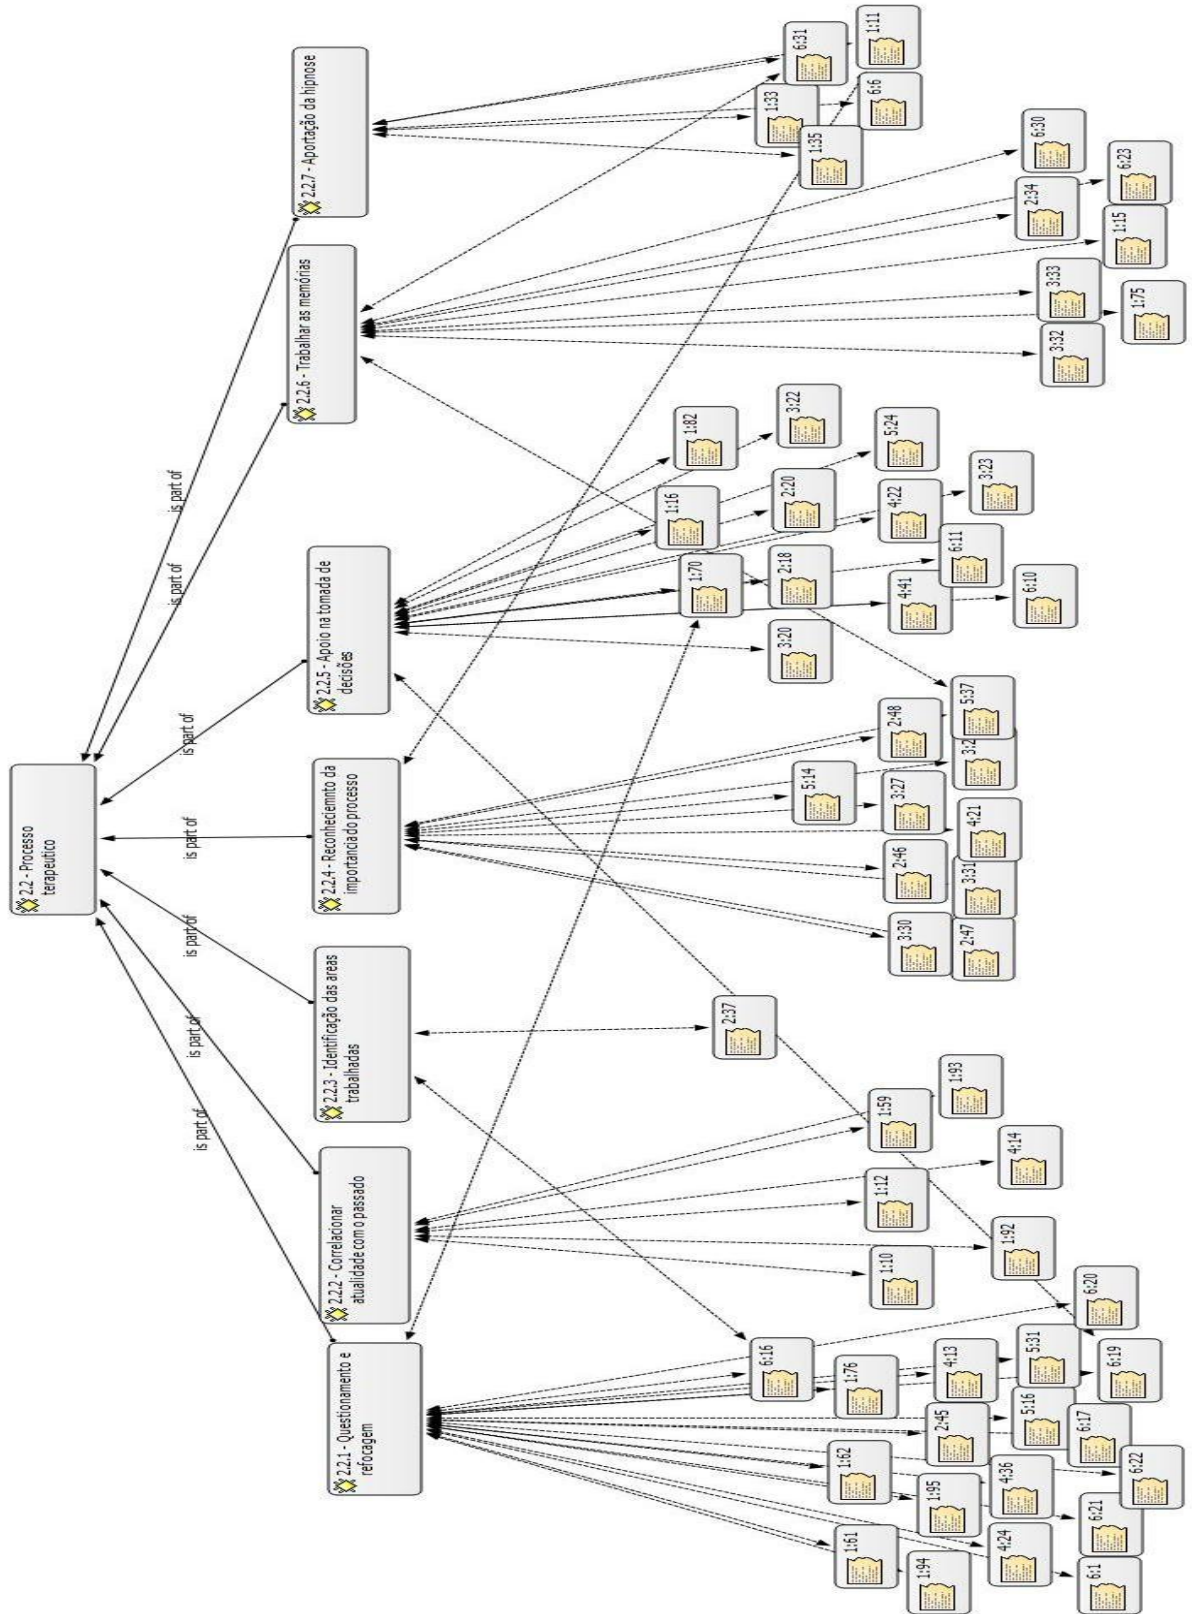 2.2 - Processo
terapeutico
is part of
is part of
is part of
is part of
is part of
is part of
is part of
2.2.1 - Questionamento e
refocagem
2.2.2 - Correlacionar
atualidade com o passado
2.2.3 - Identificação das areas
trabalhadas
2.2.4 - Reconheciemnto da
importancia do processo
2.2.5 - Apoio na tomada de
decisões
2.2.6 - Trabalhar as memórias
2.2.7 - Aportação da hipnose
1:61
1:94
6:1
4:24
6:21
1:95
1:62
4:36
6:22
6:17
2:45
5:16
1:76
6:16
4:13
5:31
6:19
6:20
1:10
1:92
1:12
4:14
1:59
1:93
2:37
3:30
2:47
2:46
3:31
4:21
3:27
5:14
3:2
2:48
5:37
3:20
1:70
2:18
4:41
6:10
6:11
1:16
2:20
4:22
3:23
5:24
1:82
3:22
3:32
1:75
3:33
1:15
2:34
6:23
6:30
1:35
1:33
6:6
6:31
1:11